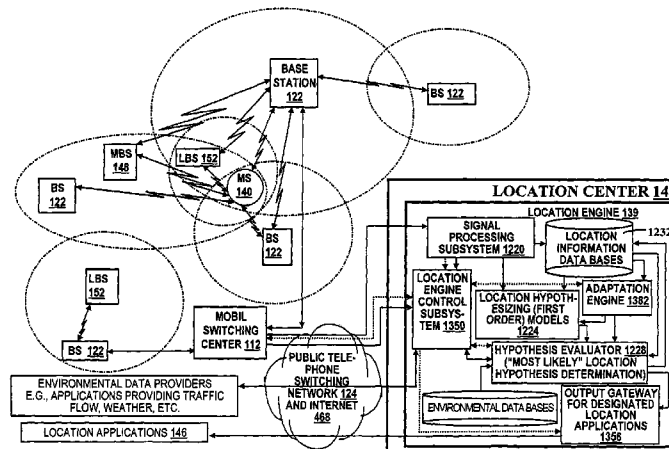 BASE
STATION
122
BS 122
MBS
148
LBS 152
MS
140
BS
122
BS
122
LBS
152
BS 122
MOBIL
SWITCHING
CENTER 112
PUBLIC TELE-
PHONE
SWITCHING
NETWORK 124
AND INTERNET
468
ENVIRONMENTAL DATA PROVIDERS
E.G., APPLICATIONS PROVIDING TRAFFIC
FLOW, WEATHER, ETC.
LOCATION APPLICATIONS 146
LOCATION CENTER 14
LOCATION ENGINE 139
SIGNAL
PROCESSING
SUBSYSTEM 1220
LOCATION
INFORMATION
DATA BASES
1232
LOCATION
ENGINE
CONTROL
SUBSYS-
TEM 1350
LOCATION HYPOTH-
ESIZING (FIRST
ORDER) MODELS
1224
ADAPTATION
ENGINE 1382
HYPOTHESIS EVALUATOR 1228
("MOST LIKELY" LOCATION
HYPOTHESIS DETERMINATION)
ENVIRONMENTAL DATA BASES
OUTPUT GATEWAY
FOR DESIGNATED
LOCATION
APPLICATIONS
1356